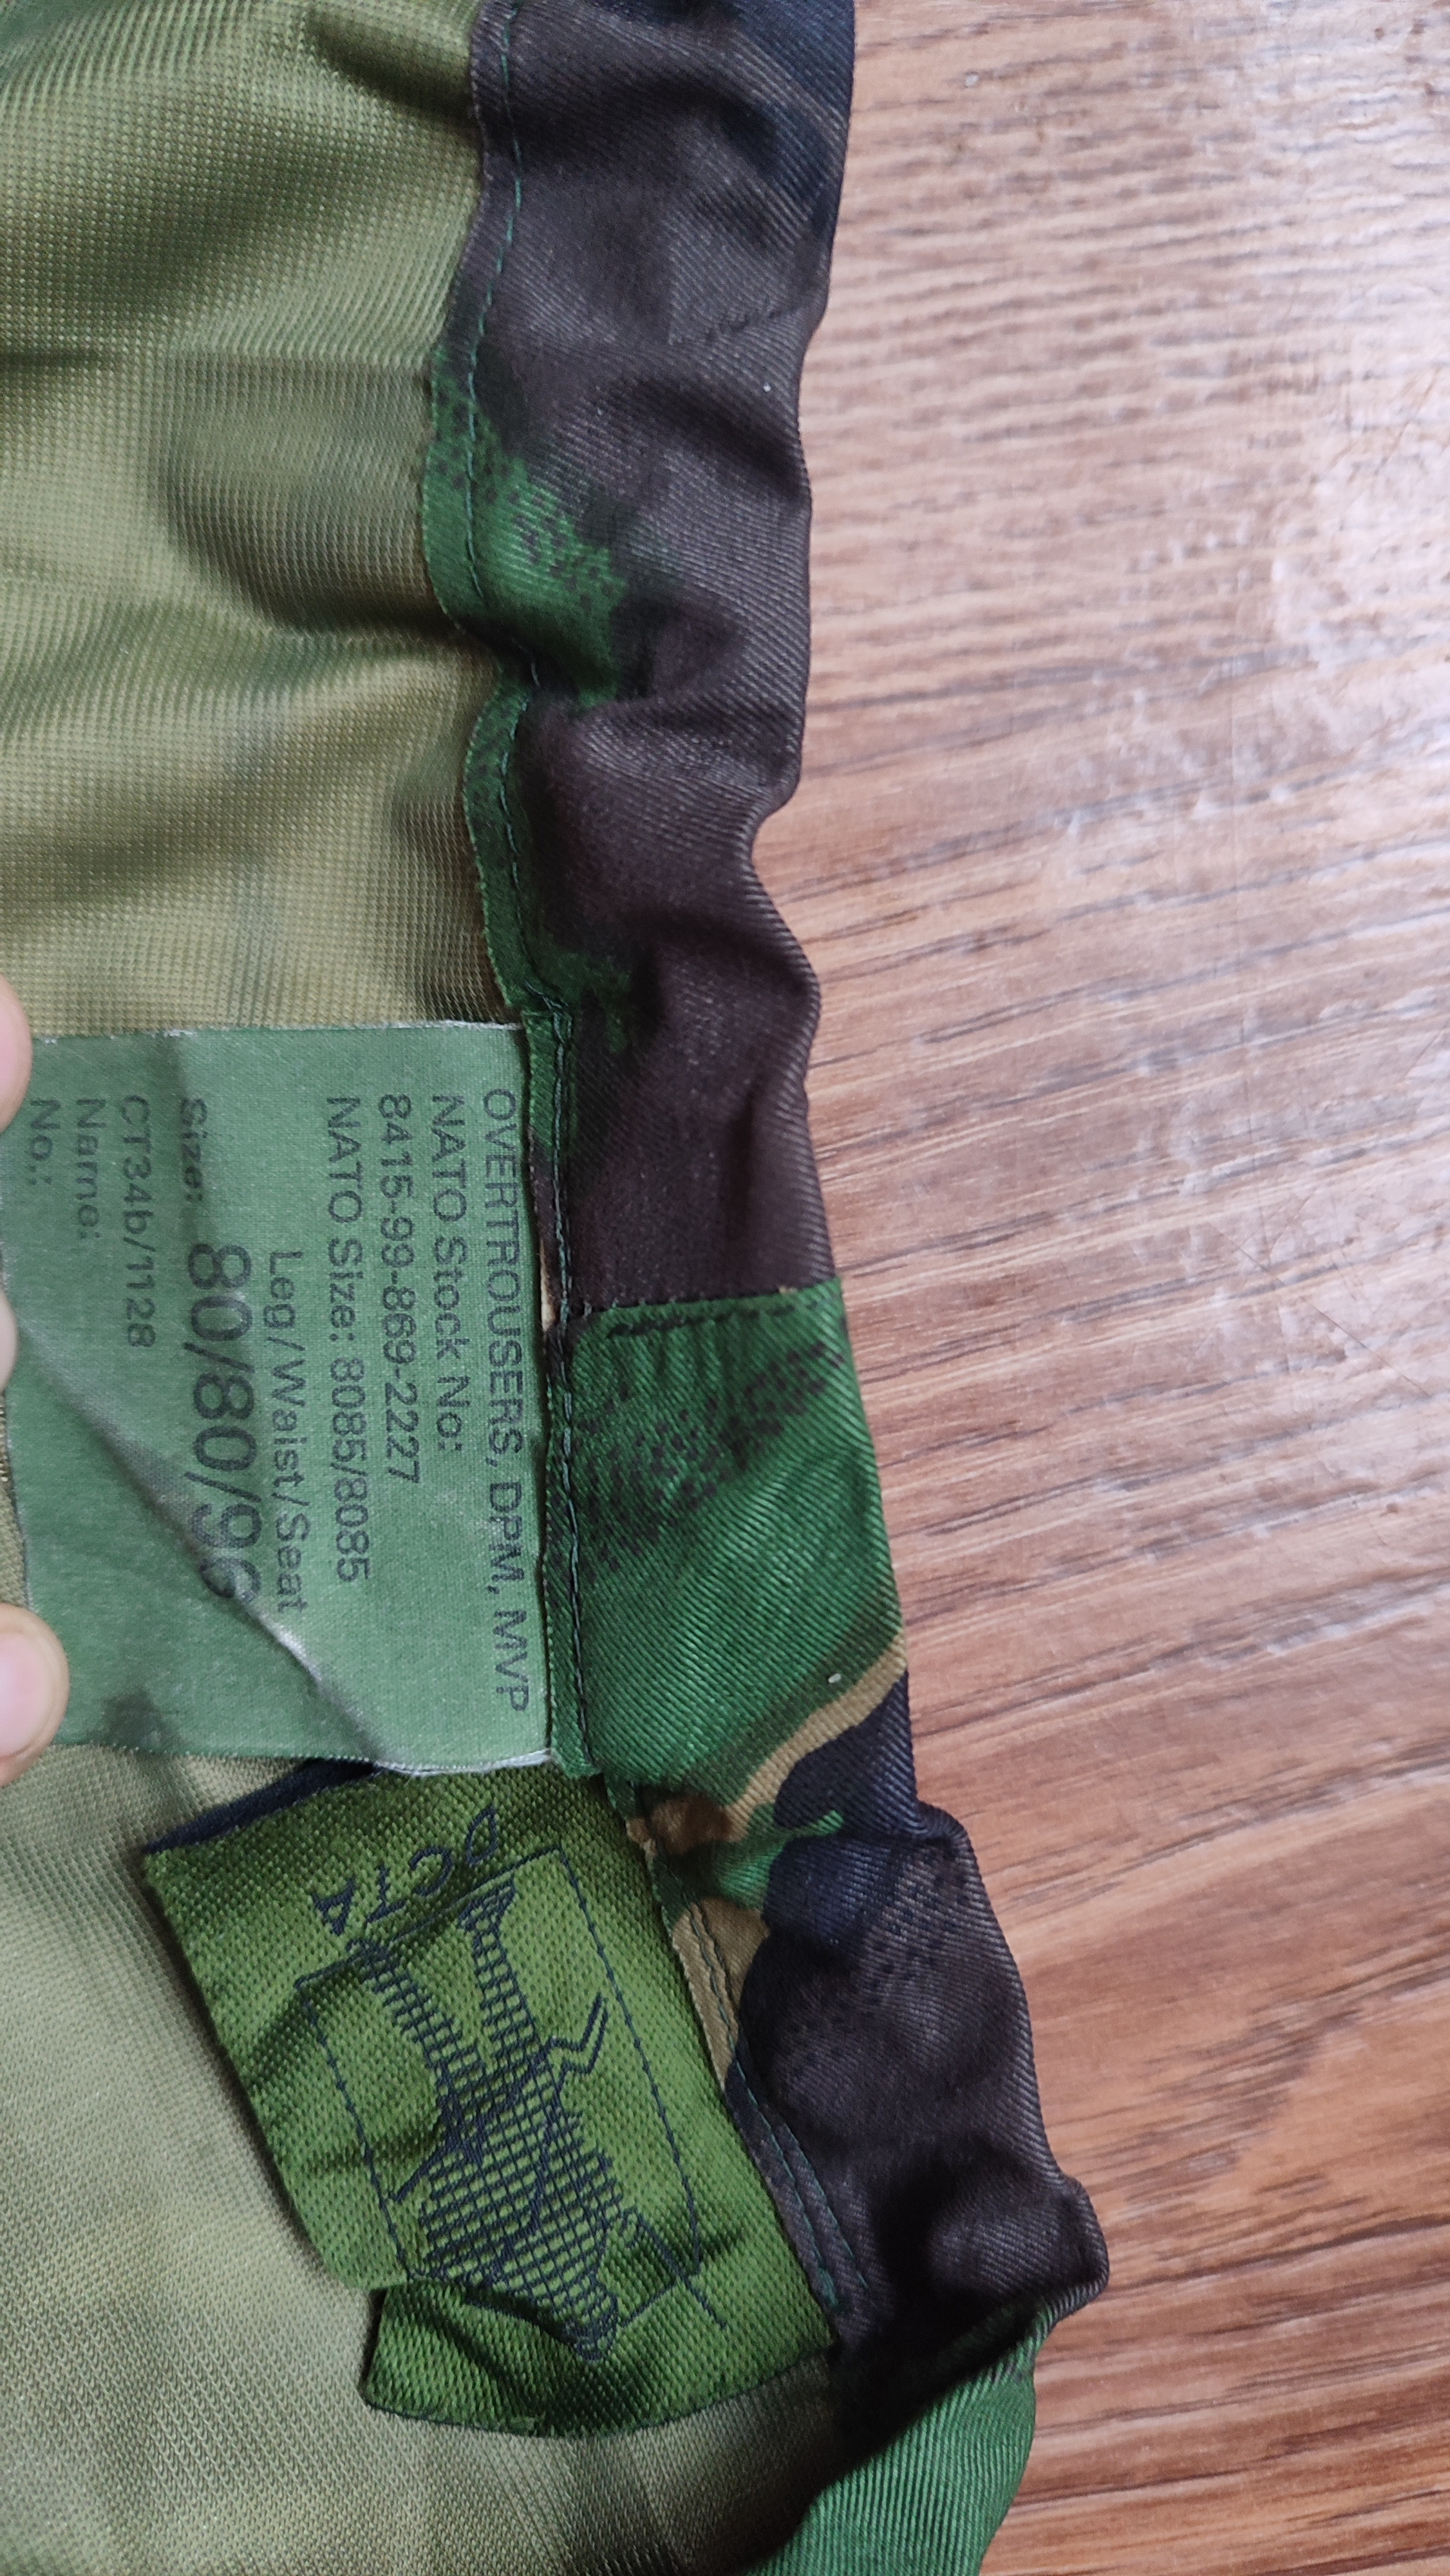 OVERTROUSERS, DPM, MVP
NATO Stock No:
8415-99-869-2227
NATO Size: 8085/8085
Leg/Waist/Seat
Size: 80/80/96
CT34b/1128
Name:
No.:
DCTA